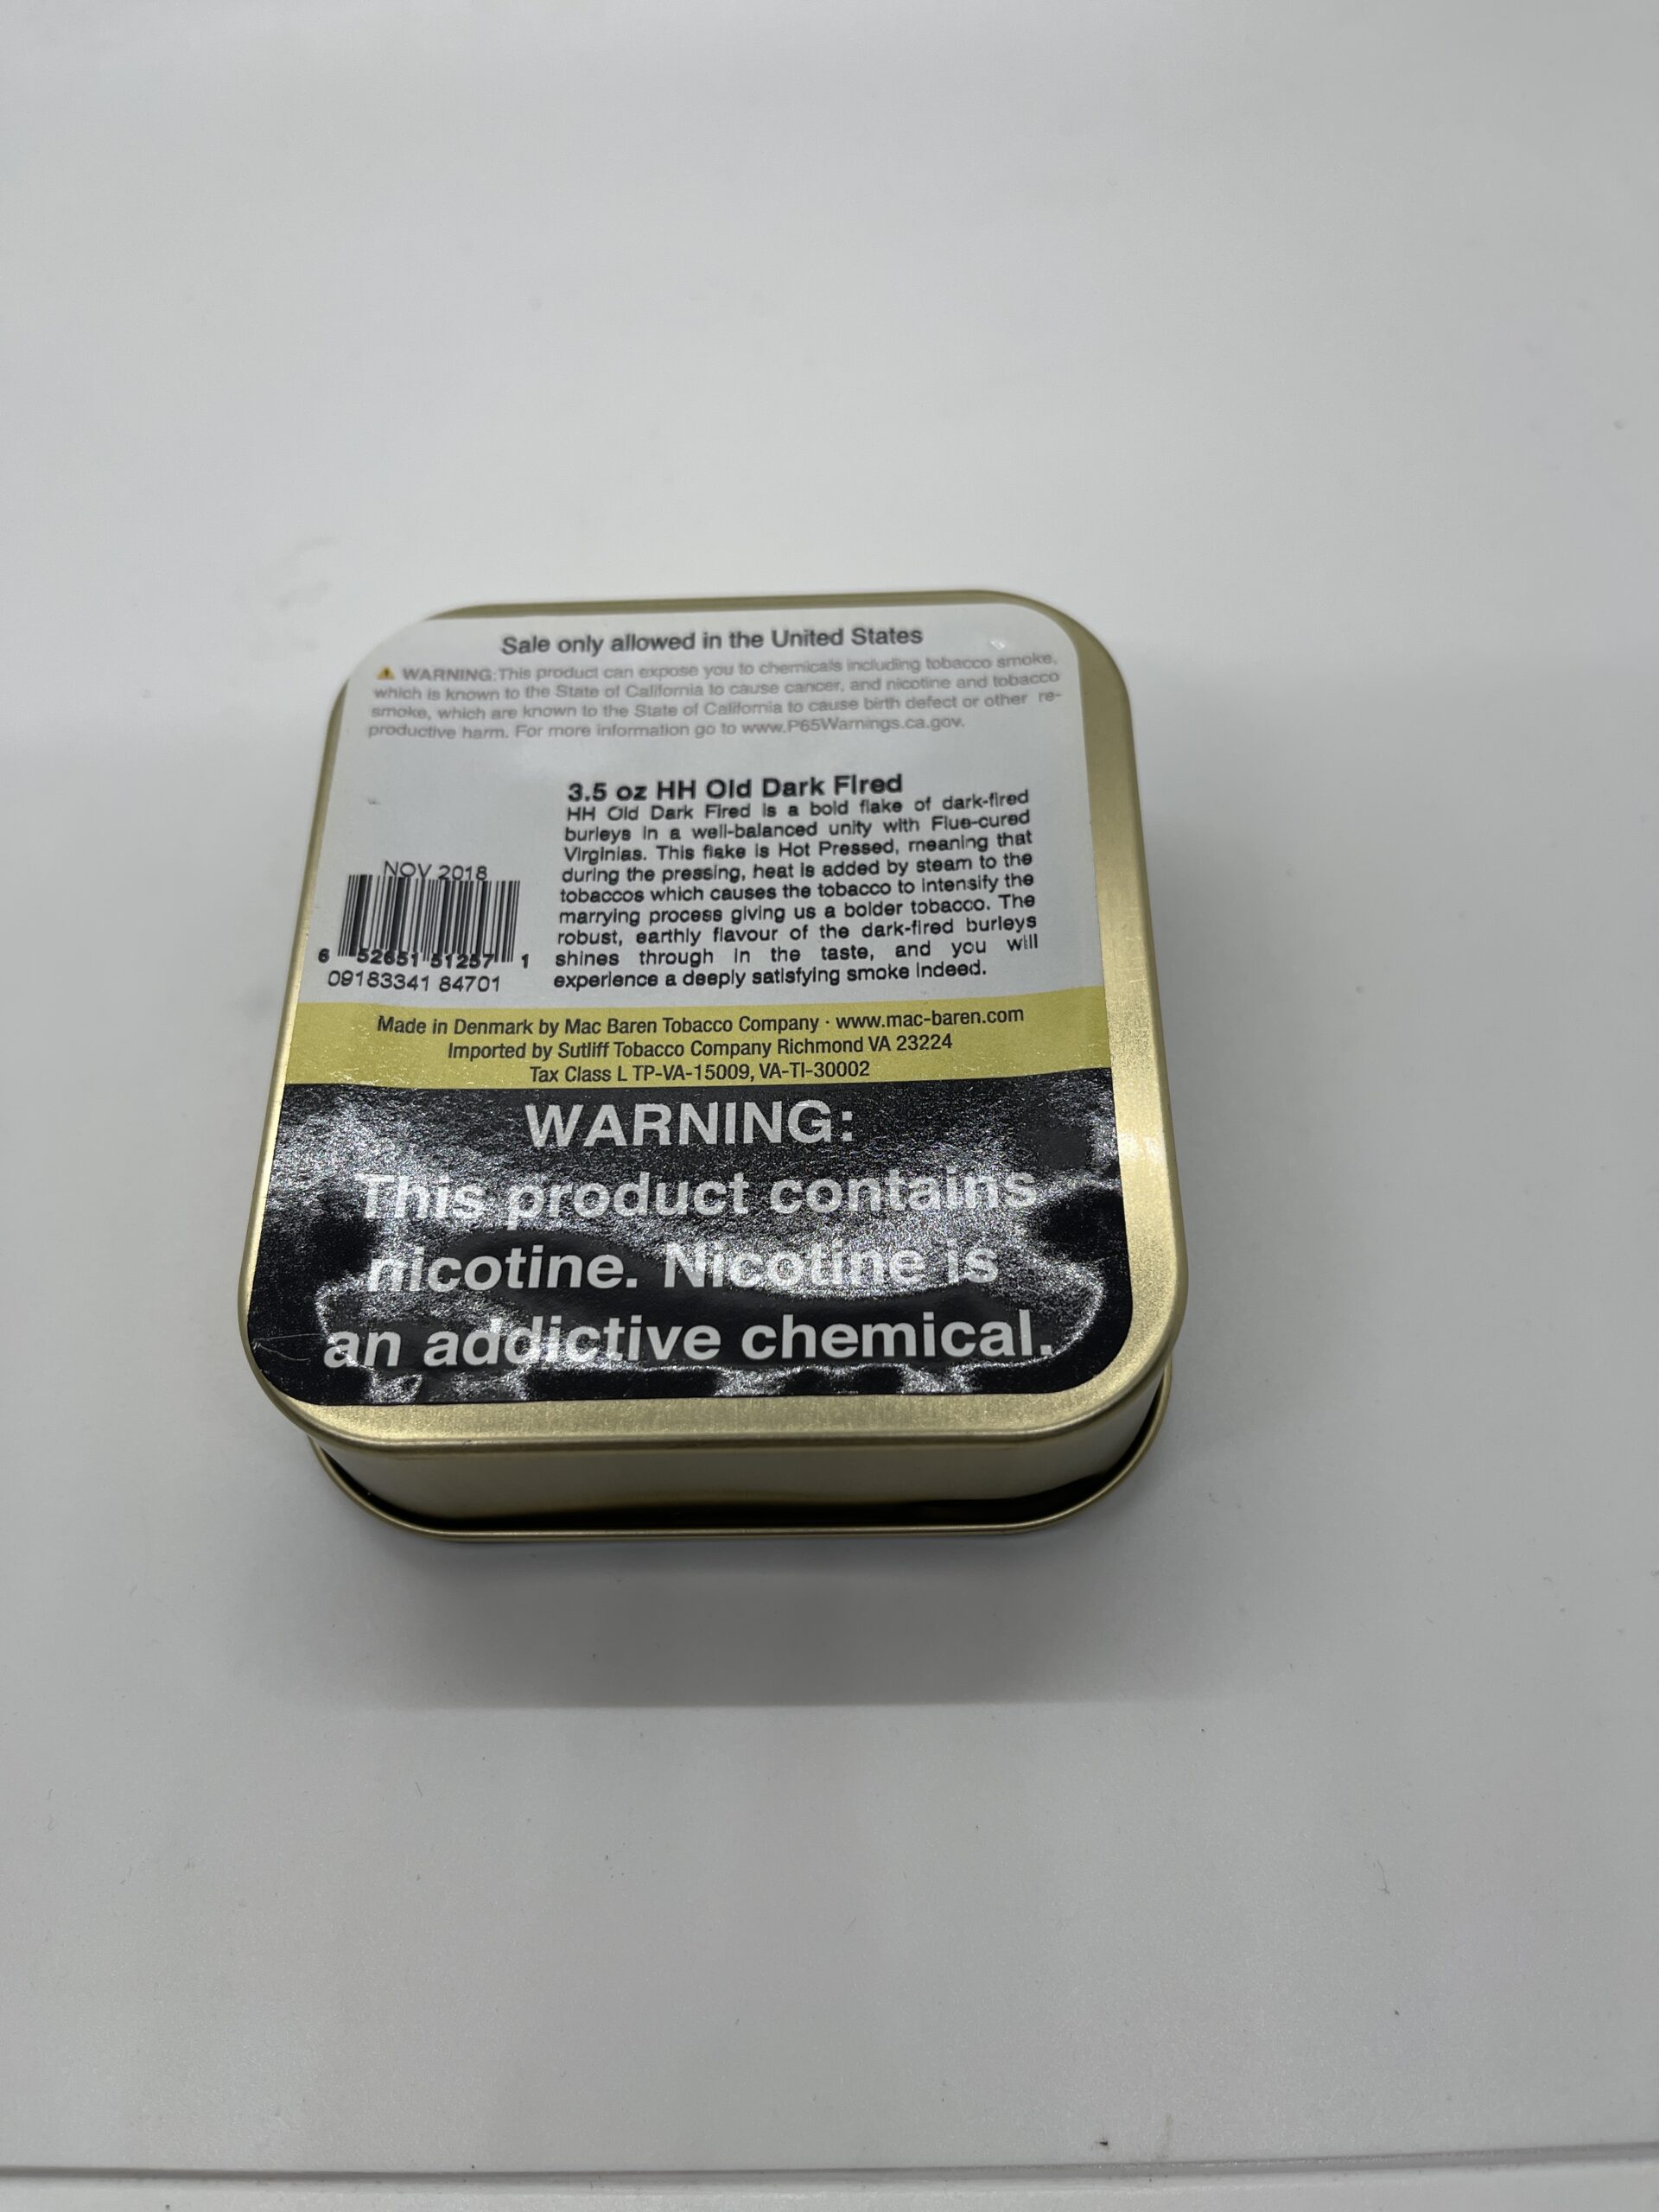 Sale only allowed in the United States
⚠ WARNING:This product can expose you to chemicals including tobacco smoke,
which is known to the State of California to cause cancer, and nicotine and tobacco
smoke, which are known to the State of California to cause birth defect or other re-
productive harm. For more information go to www.P65Warnings.ca.gov.
3.5 oz HH Old Dark Fired
HH Old Dark Fired is a bold flake of dark-fired
burleys in a well-balanced unity with Flue-cured
Virginias. This flake is Hot Pressed, meaning that
during the pressing, heat is added by steam to the
tobaccos which causes the tobacco to intensify the
marrying process giving us a bolder tobacco. The
robust, earthly flavour of the dark-fired burleys
shines through in the taste, and you will
experience a deeply satisfying smoke indeed.
NOV 2018
6 52651 51257 1
09183341 84701
Made in Denmark by Mac Baren Tobacco Company · www.mac-baren.com
Imported by Sutliff Tobacco Company Richmond VA 23224
Tax Class L TP-VA-15009, VA-TI-30002
WARNING:
This product contains
nicotine. Nicotine is
an addictive chemical.